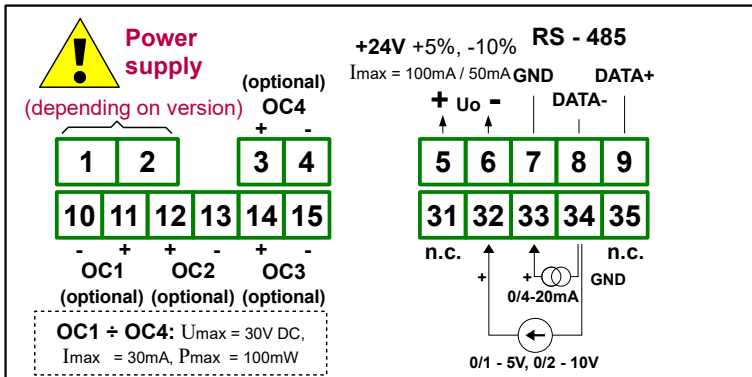 Power
supply
(depending on version)
(optional)
OC4
+ -
1 2 3 4
10 11 12 13 14 15
- + + - + -
OC1 OC2 OC3
(optional) (optional) (optional)
OC1 ÷ OC4: Umax = 30V DC,
Imax = 30mA, Pmax = 100mW
+24V +5%, -10%
Imax = 100mA / 50mA
+ Uo -
RS - 485
GND DATA+
DATA-
5 6 7 8 9
31 32 33 34 35
n.c. n.c.
+ +
GND
0/4-20mA
0/1 - 5V, 0/2 - 10V